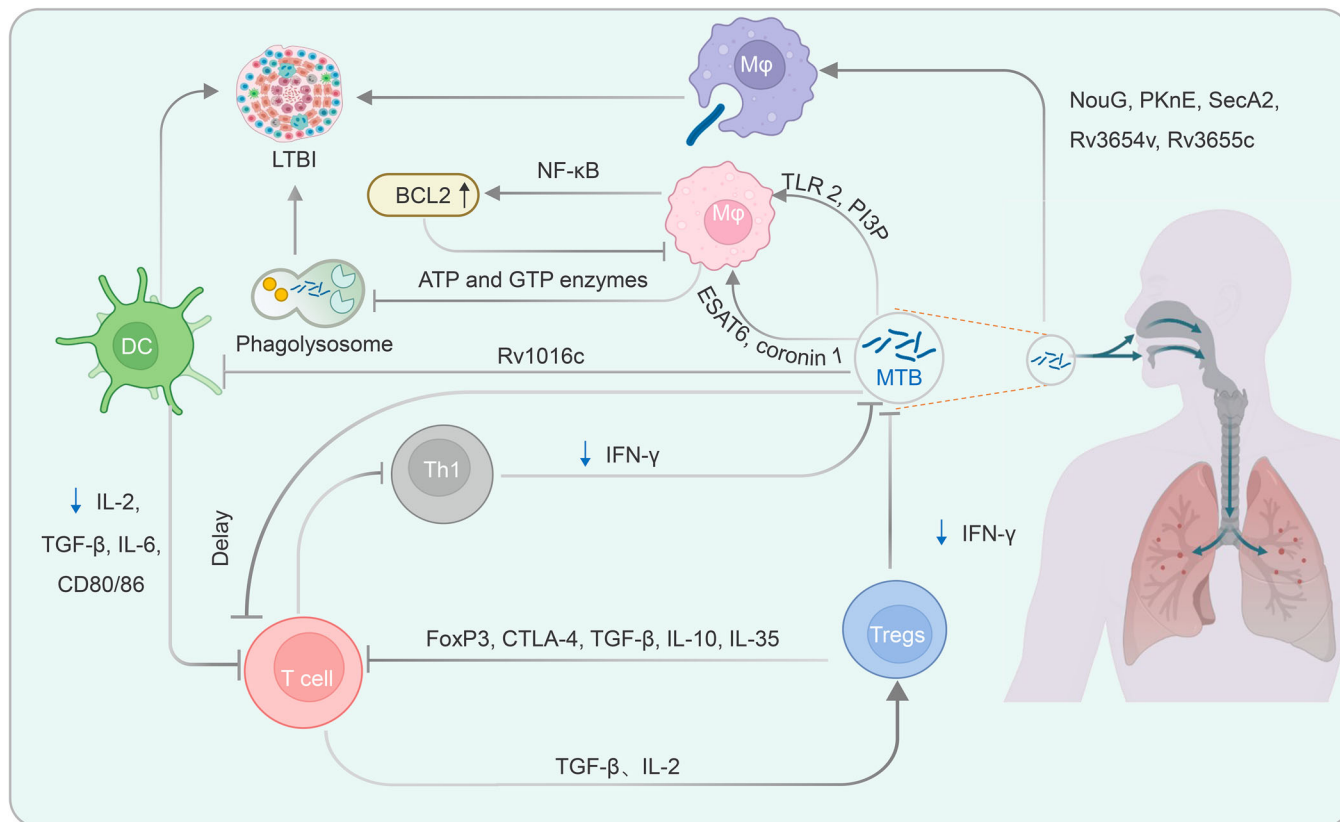 Mφ
NouG, PKnE, SecA2,
Rv3654v, Rv3655c
LTBI
NF-κB
BCL2
Mφ
TLR 2, PI3P
ATP and GTP enzymes
ESAT6, coronin 1
DC
Phagolysosome
Rv1016c
MTB
Th1
IFN-γ
IL-2,
TGF-β, IL-6,
CD80/86
Delay
IFN-γ
T cell
FoxP3, CTLA-4, TGF-β, IL-10, IL-35
Tregs
TGF-β、IL-2